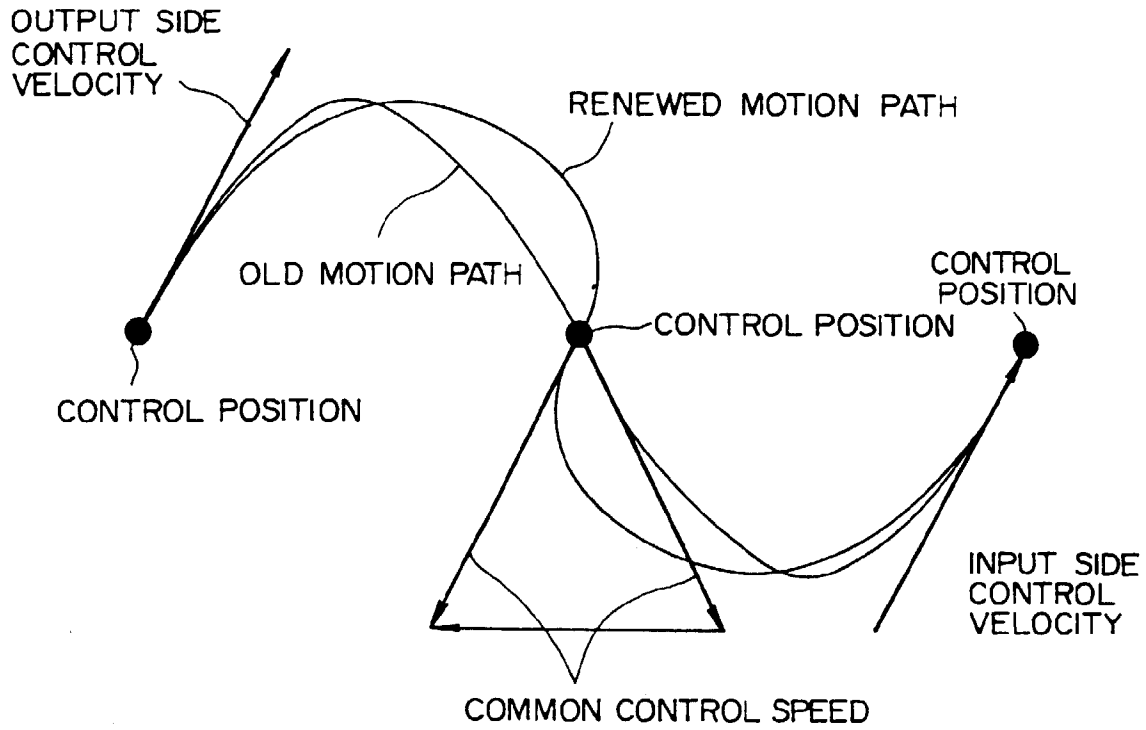 OUTPUT SIDE
CONTROL
VELOCITY
RENEWED MOTION PATH
OLD MOTION PATH
CONTROL
POSITION
CONTROL POSITION
CONTROL POSITION
INPUT SIDE
CONTROL
VELOCITY
COMMON CONTROL SPEED